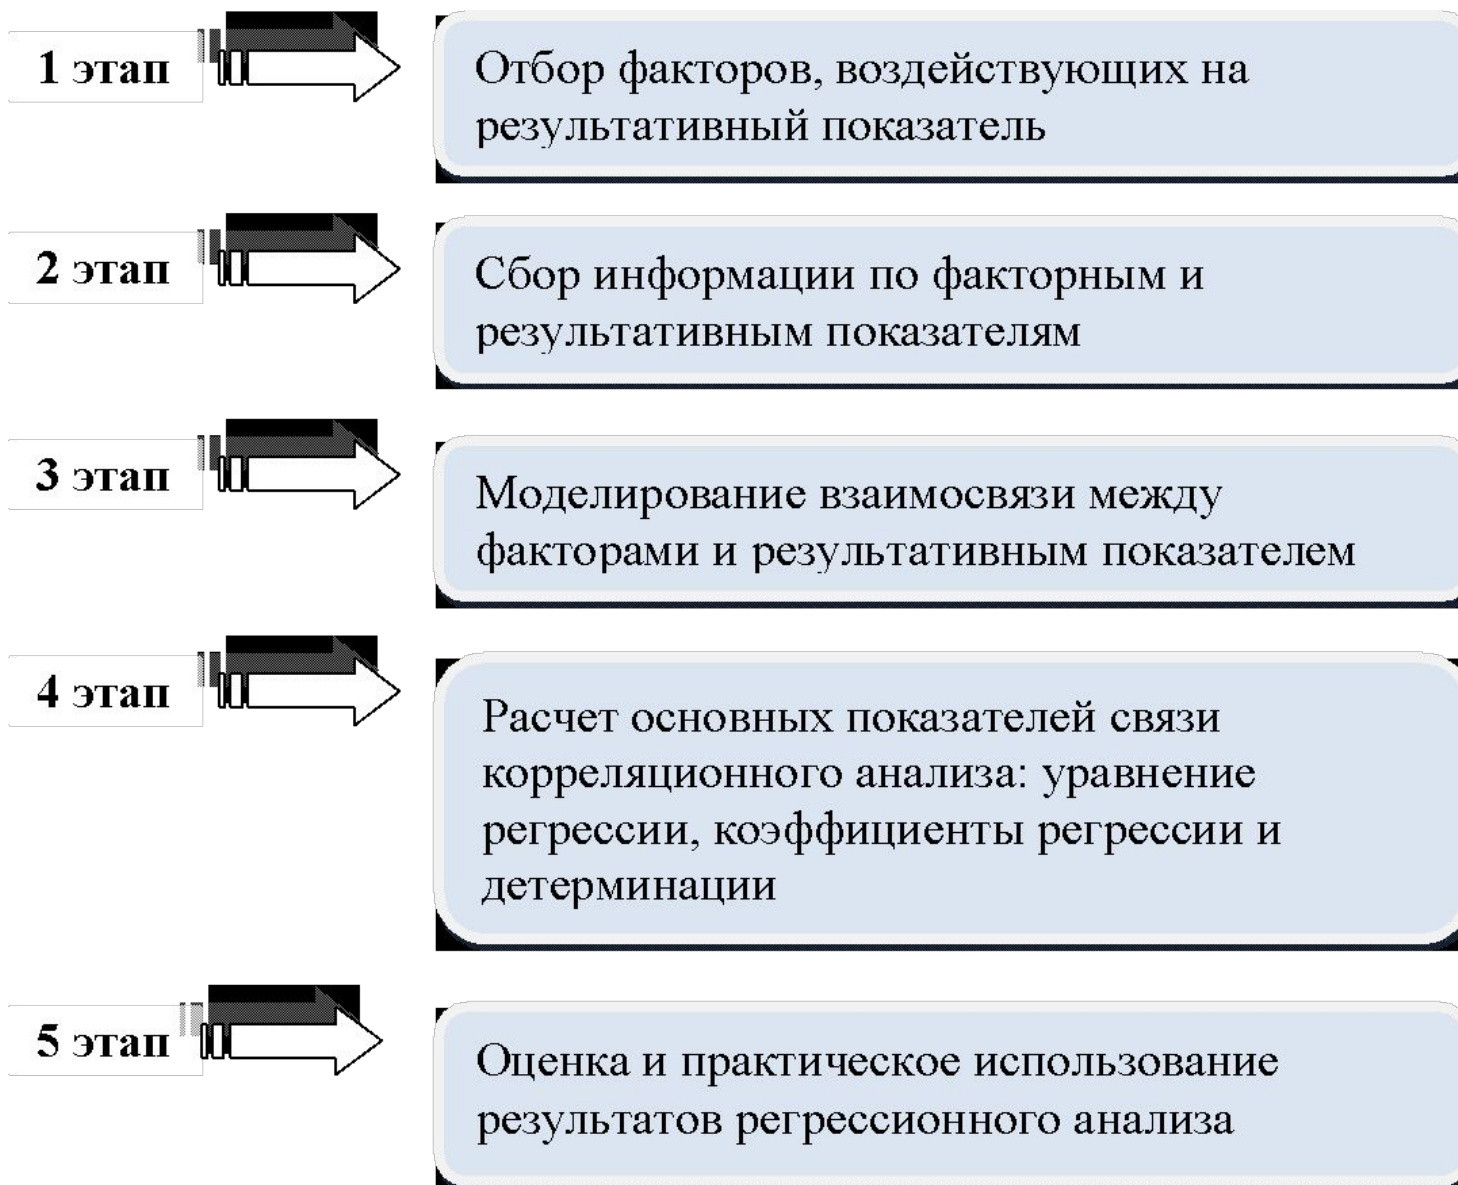 1 этап
Отбор факторов, воздействующих на
результативный показатель
2 этап
Сбор информации по факторным и
результативным показателям
3 этап
Моделирование взаимосвязи между
факторами и результативным показателем
4 этап
Расчет основных показателей связи
корреляционного анализа: уравнение
регрессии, коэффициенты регрессии и
детерминации
5 этап
Оценка и практическое использование
результатов регрессионного анализа